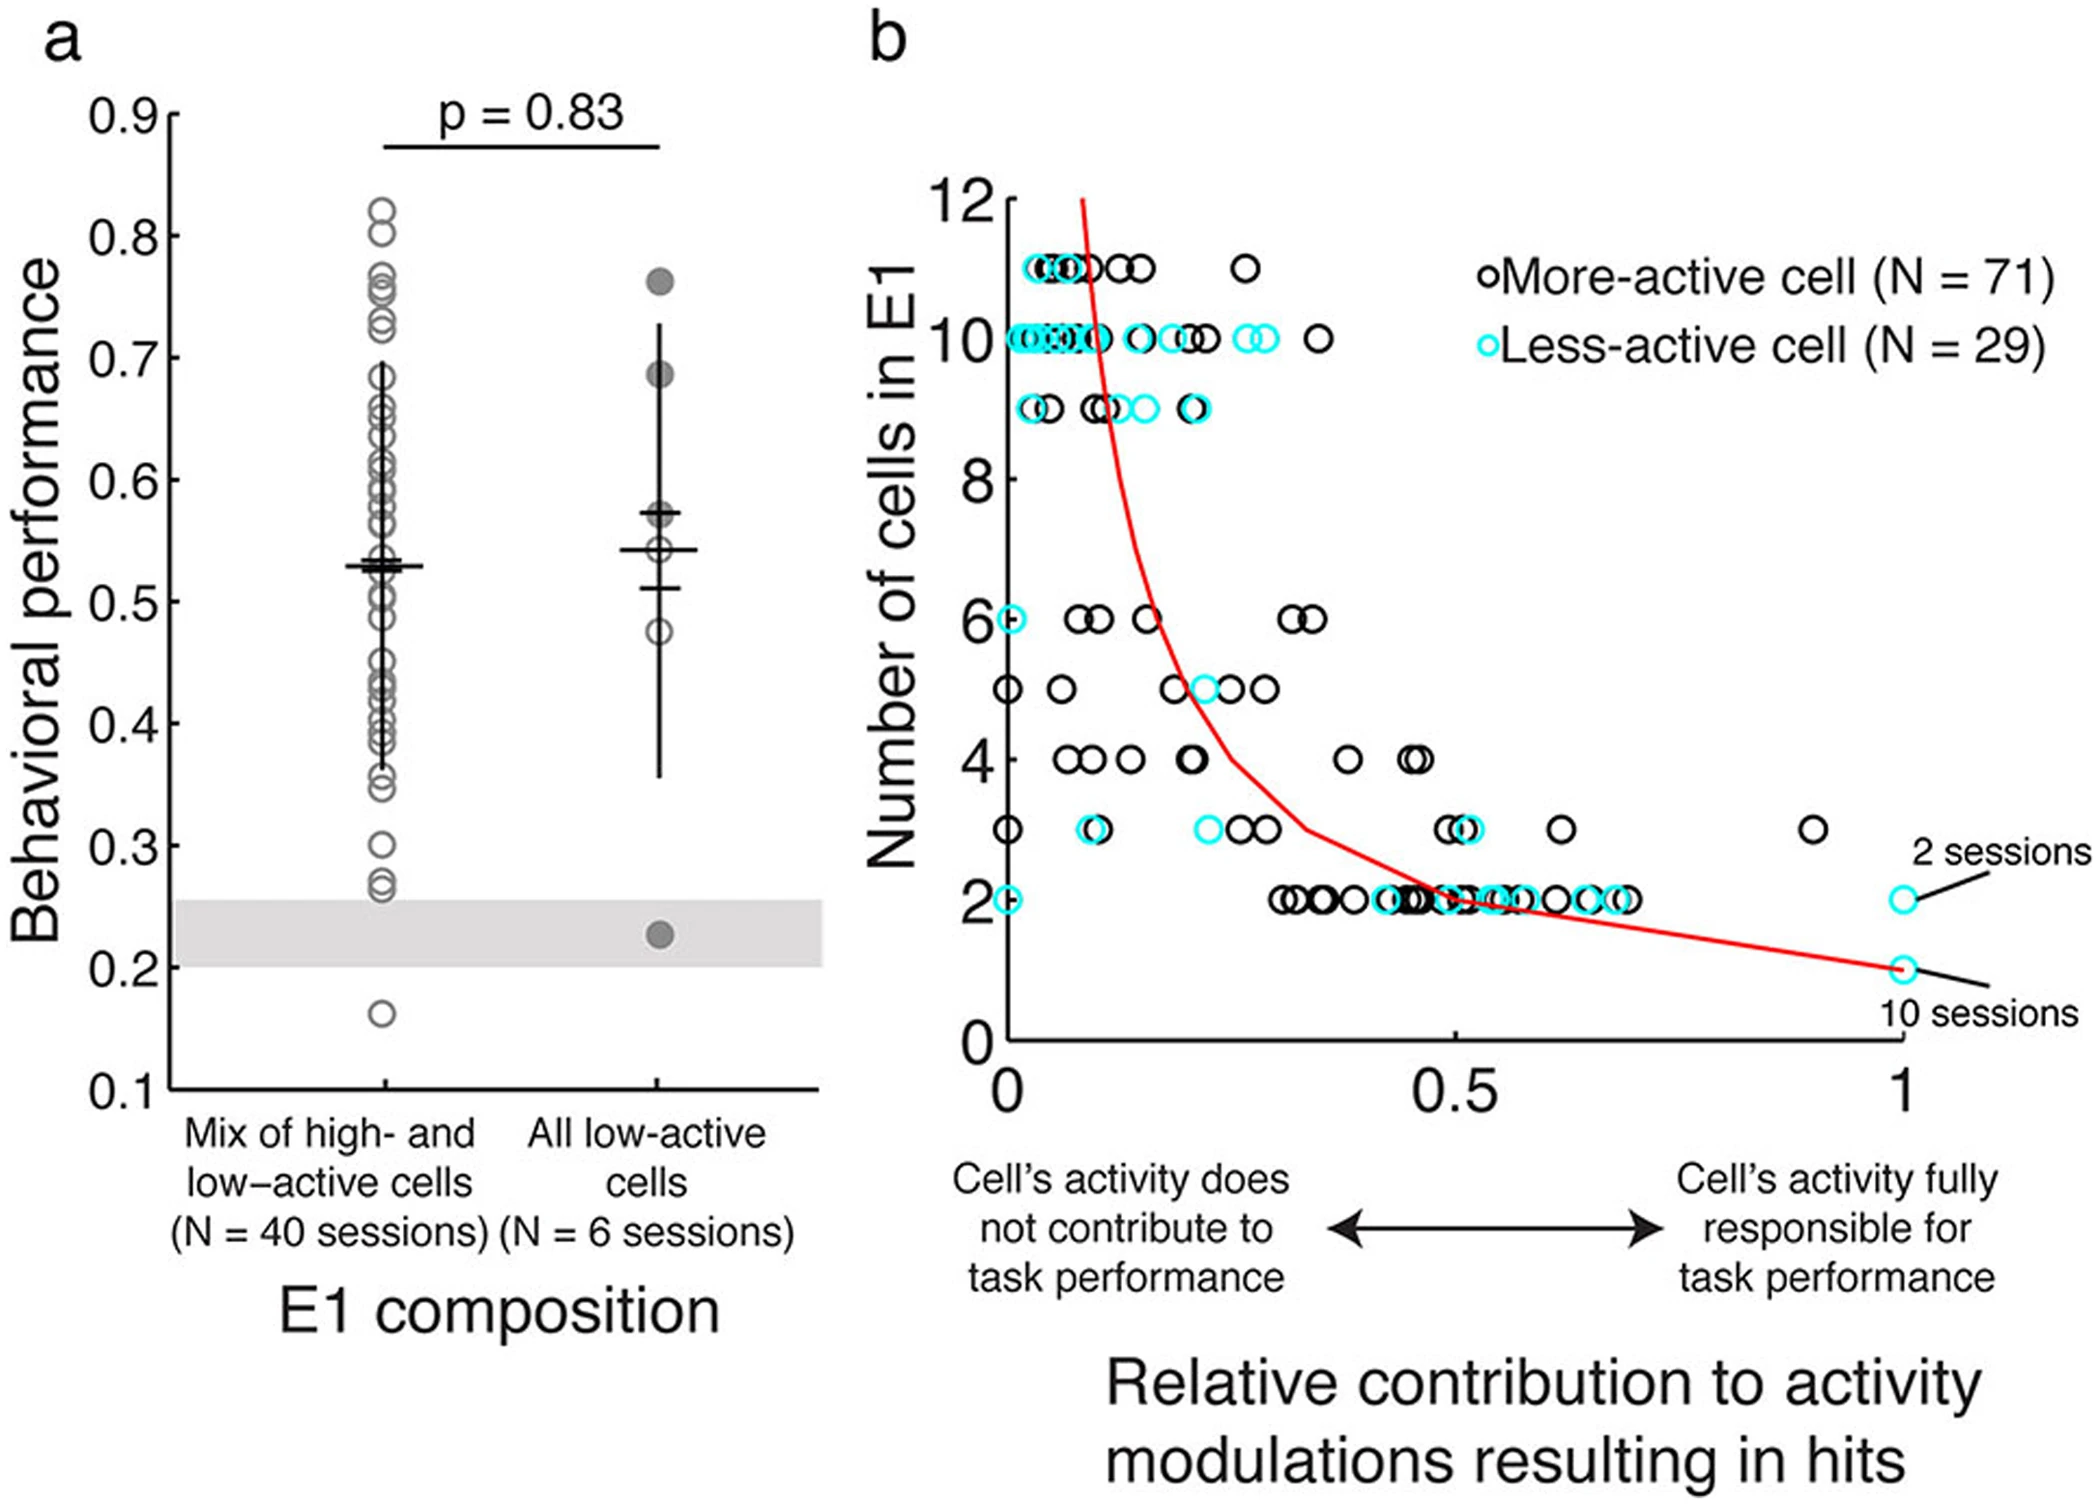 a
p = 0.83
0.9
0.8
0.7
0.6
0.5
0.4
0.3
0.2
0.1
Behavioral performance
Mix of high- and
low–active cells
(N = 40 sessions)
All low-active
cells
(N = 6 sessions)
E1 composition
b
12
10
8
6
4
2
0
Number of cells in E1
More-active cell (N = 71)
Less-active cell (N = 29)
2 sessions
10 sessions
0
0.5
1
Cell's activity does
not contribute to
task performance
Cell's activity fully
responsible for
task performance
Relative contribution to activity
modulations resulting in hits